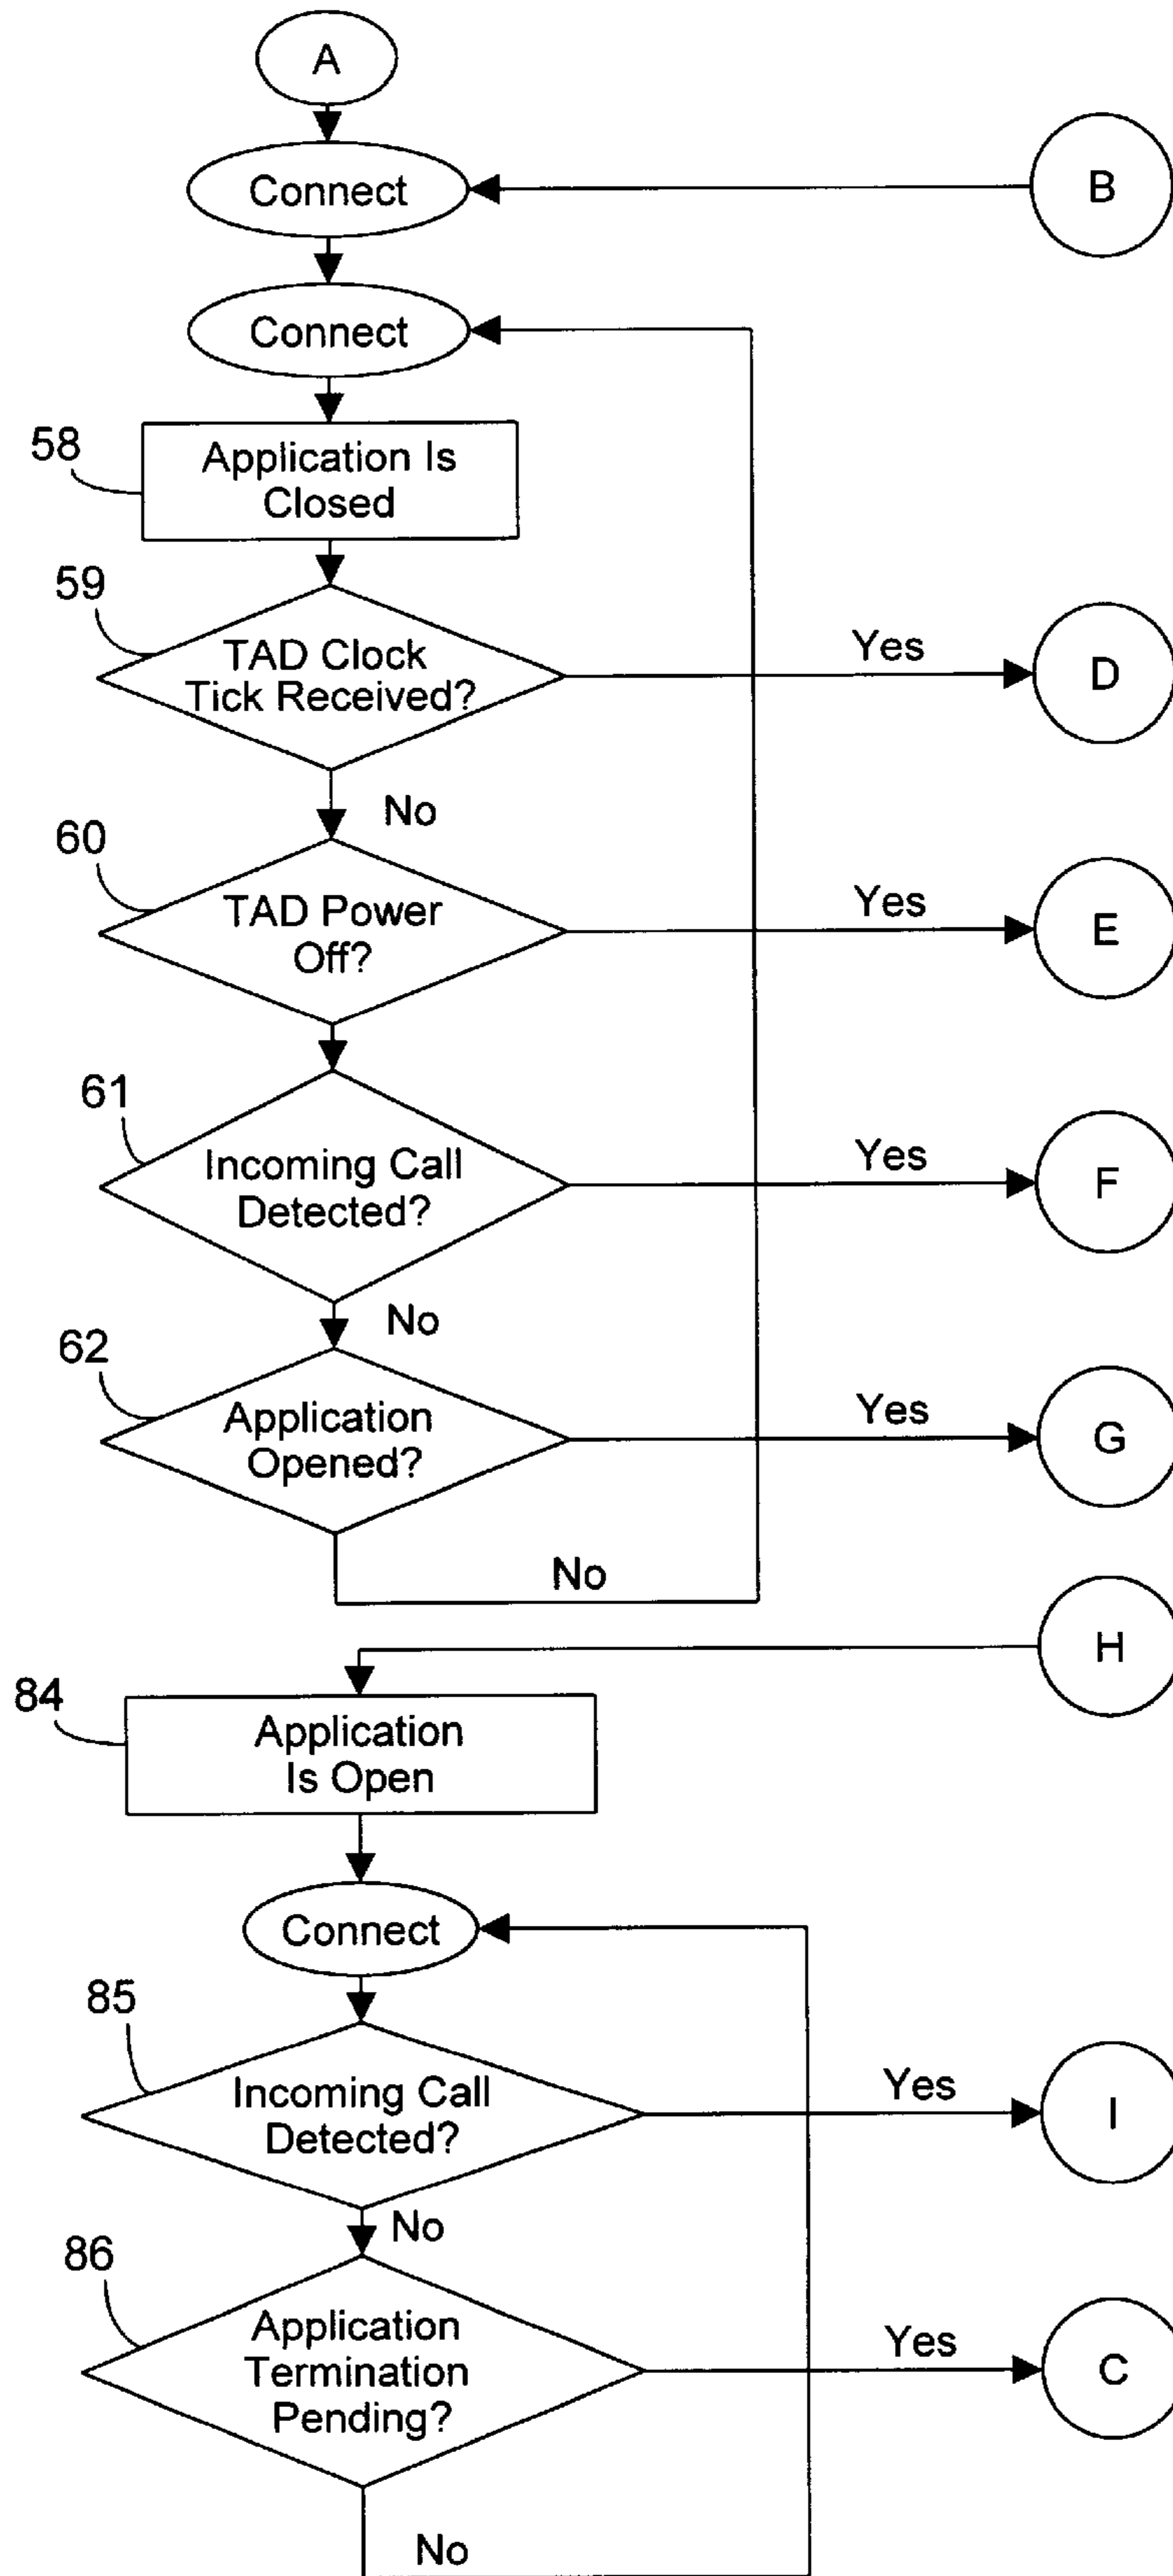 A
Connect
B
Connect
58
Application Is
Closed
59
TAD Clock
Tick Received?
Yes
D
No
60
TAD Power
Off?
Yes
E
61
Incoming Call
Detected?
Yes
F
No
62
Application
Opened?
Yes
G
No
H
84
Application
Is Open
Connect
85
Incoming Call
Detected?
Yes
I
No
86
Application
Termination
Pending?
Yes
C
No